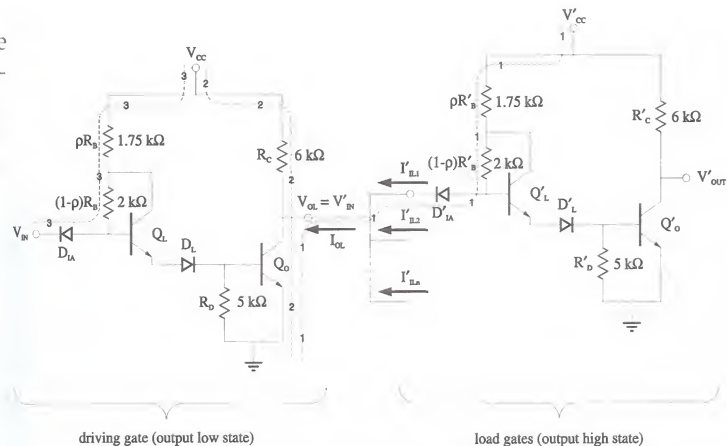 e
V_CC
3
2
3
2
ρR_B
1.75 kΩ
R_C
6 kΩ
3
2
(1-ρ)R_B
2 kΩ
3
V_IN
D_IA
Q_L
D_L
Q_O
R_D
5 kΩ
2
1
V_OL = V'_IN
1
I_OL
I'_IL1
I'_IL2
I'_ILn
V'_CC
1
1
ρR'_B
1.75 kΩ
R'_C
6 kΩ
1
(1-ρ)R'_B
2 kΩ
V'_OUT
1
D'_IA
Q'_L
D'_L
Q'_O
R'_D
5 kΩ
1
driving gate (output low state)
load gates (output high state)